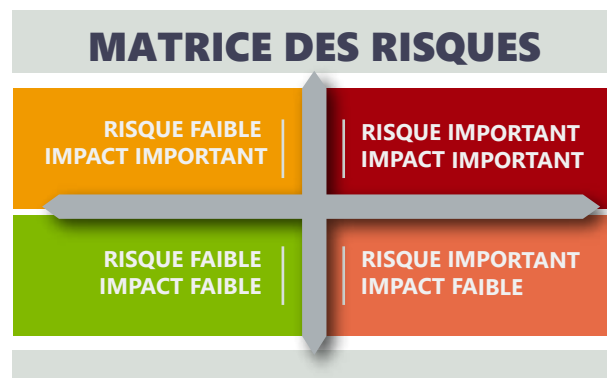 MATRICE DES RISQUES
RISQUE FAIBLE
IMPACT IMPORTANT
RISQUE IMPORTANT
IMPACT IMPORTANT
RISQUE FAIBLE
IMPACT FAIBLE
RISQUE IMPORTANT
IMPACT FAIBLE